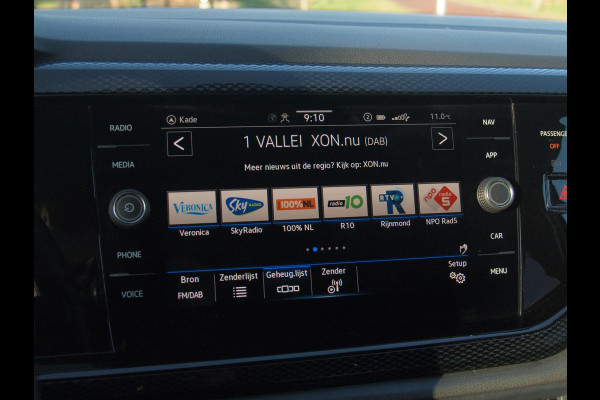 RADIO
MEDIA
PHONE
VOICE
Kade
9:10
2
11.0°C
1 VALLEI XON.nu (DAB)
Meer nieuws uit de regio? Kijk op: XON.nu
VERONICA
SKY RADIO
100% NL
radio 10
RTV
npo radio 5
Veronica
SkyRadio
100% NL
R10
Rijnmond
NPO Rad5
Bron
FM/DAB
Zenderlijst
Geheug.lijst
Zender
Setup
NAV
APP
CAR
MENU
PASSENGE
OFF